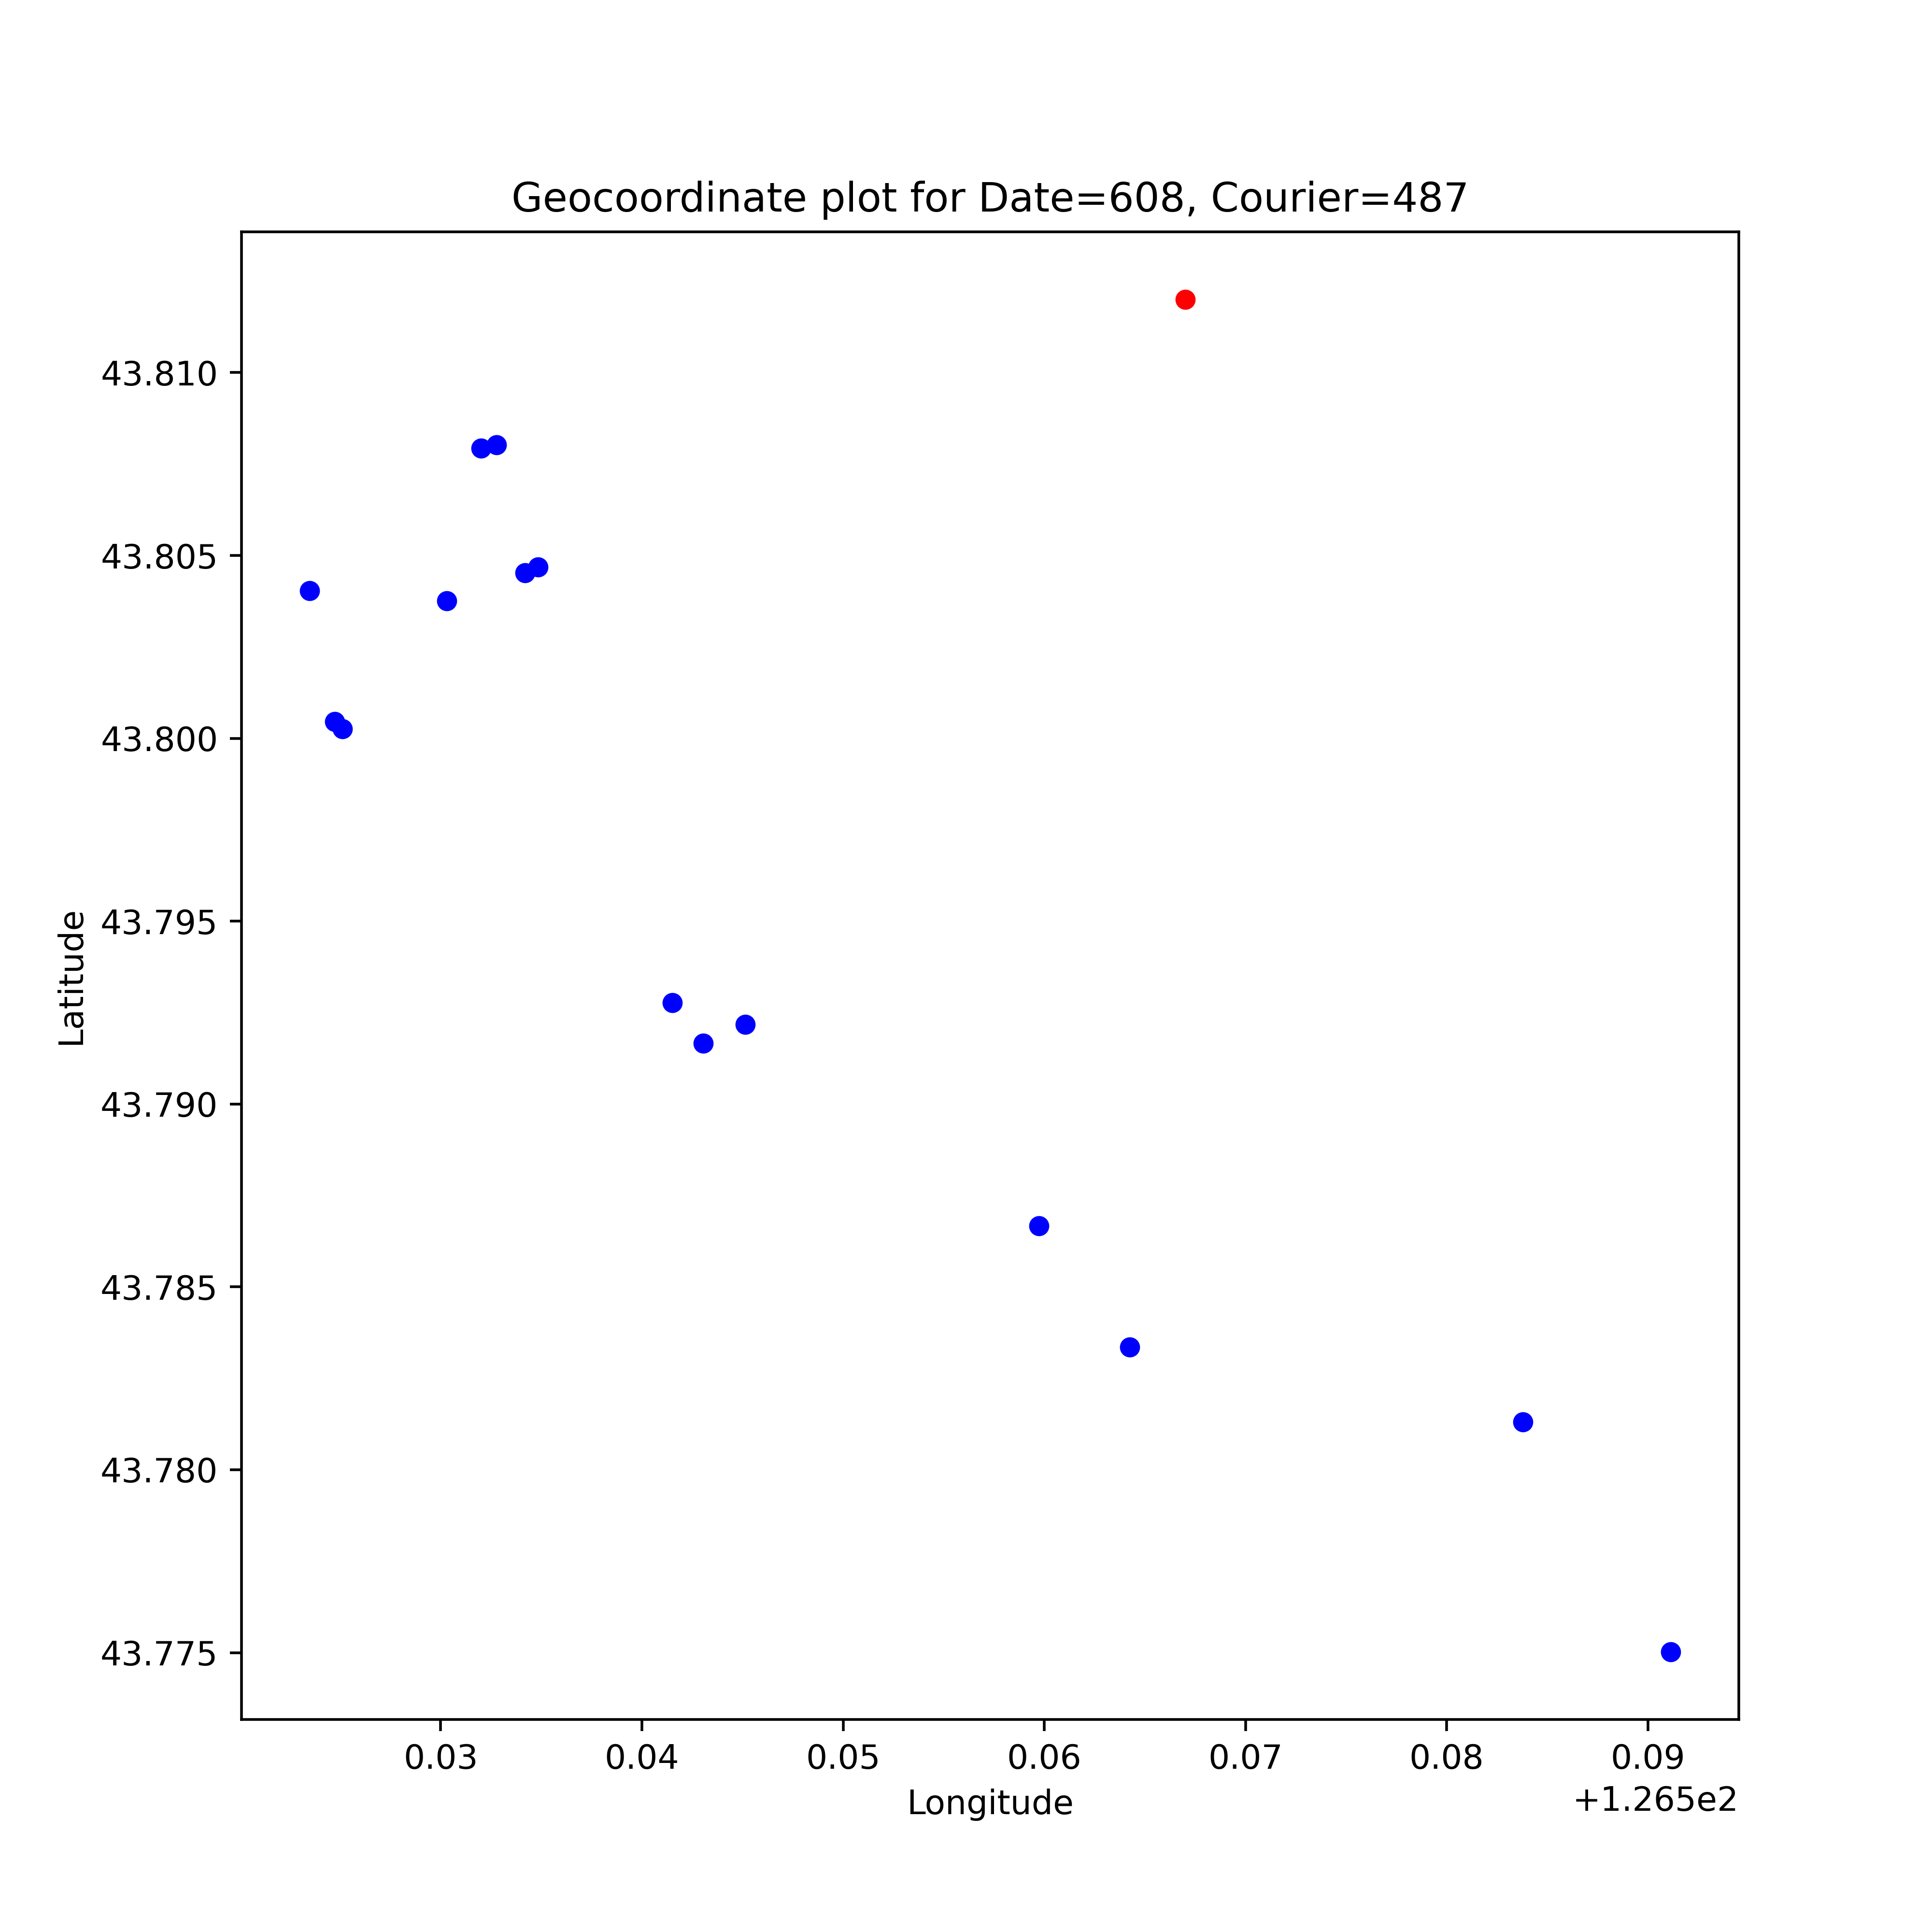 Geocoordinate plot for Date=608, Courier=487
43.810
43.805
43.800
43.795
43.790
43.785
43.780
43.775
Latitude
0.03 0.04 0.05 0.06 0.07 0.08 0.09
+1.265e2
Longitude